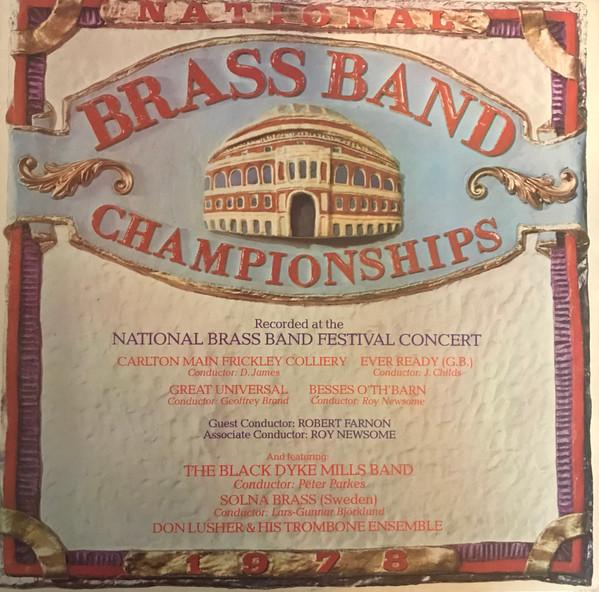 NATIONAL
BRASS BAND
CHAMPIONSHIPS
Recorded at the
NATIONAL BRASS BAND FESTIVAL CONCERT
CARLTON MAIN FRICKLEY COLLIERY EVER READY (G.B.)
Conductor: D. James Conductor: J. Childs
GREAT UNIVERSAL BESSES O'TH'BARN
Conductor: Geoffrey Brand Conductor: Roy Newsome
Guest Conductor: ROBERT FARNON
Associate Conductor: ROY NEWSOME
And featuring:
THE BLACK DYKE MILLS BAND
Conductor: Peter Parkes
SOLNA BRASS (Sweden)
Conductor: Lars-Gunnar Bjorklund
DON LUSHER & HIS TROMBONE ENSEMBLE
1978